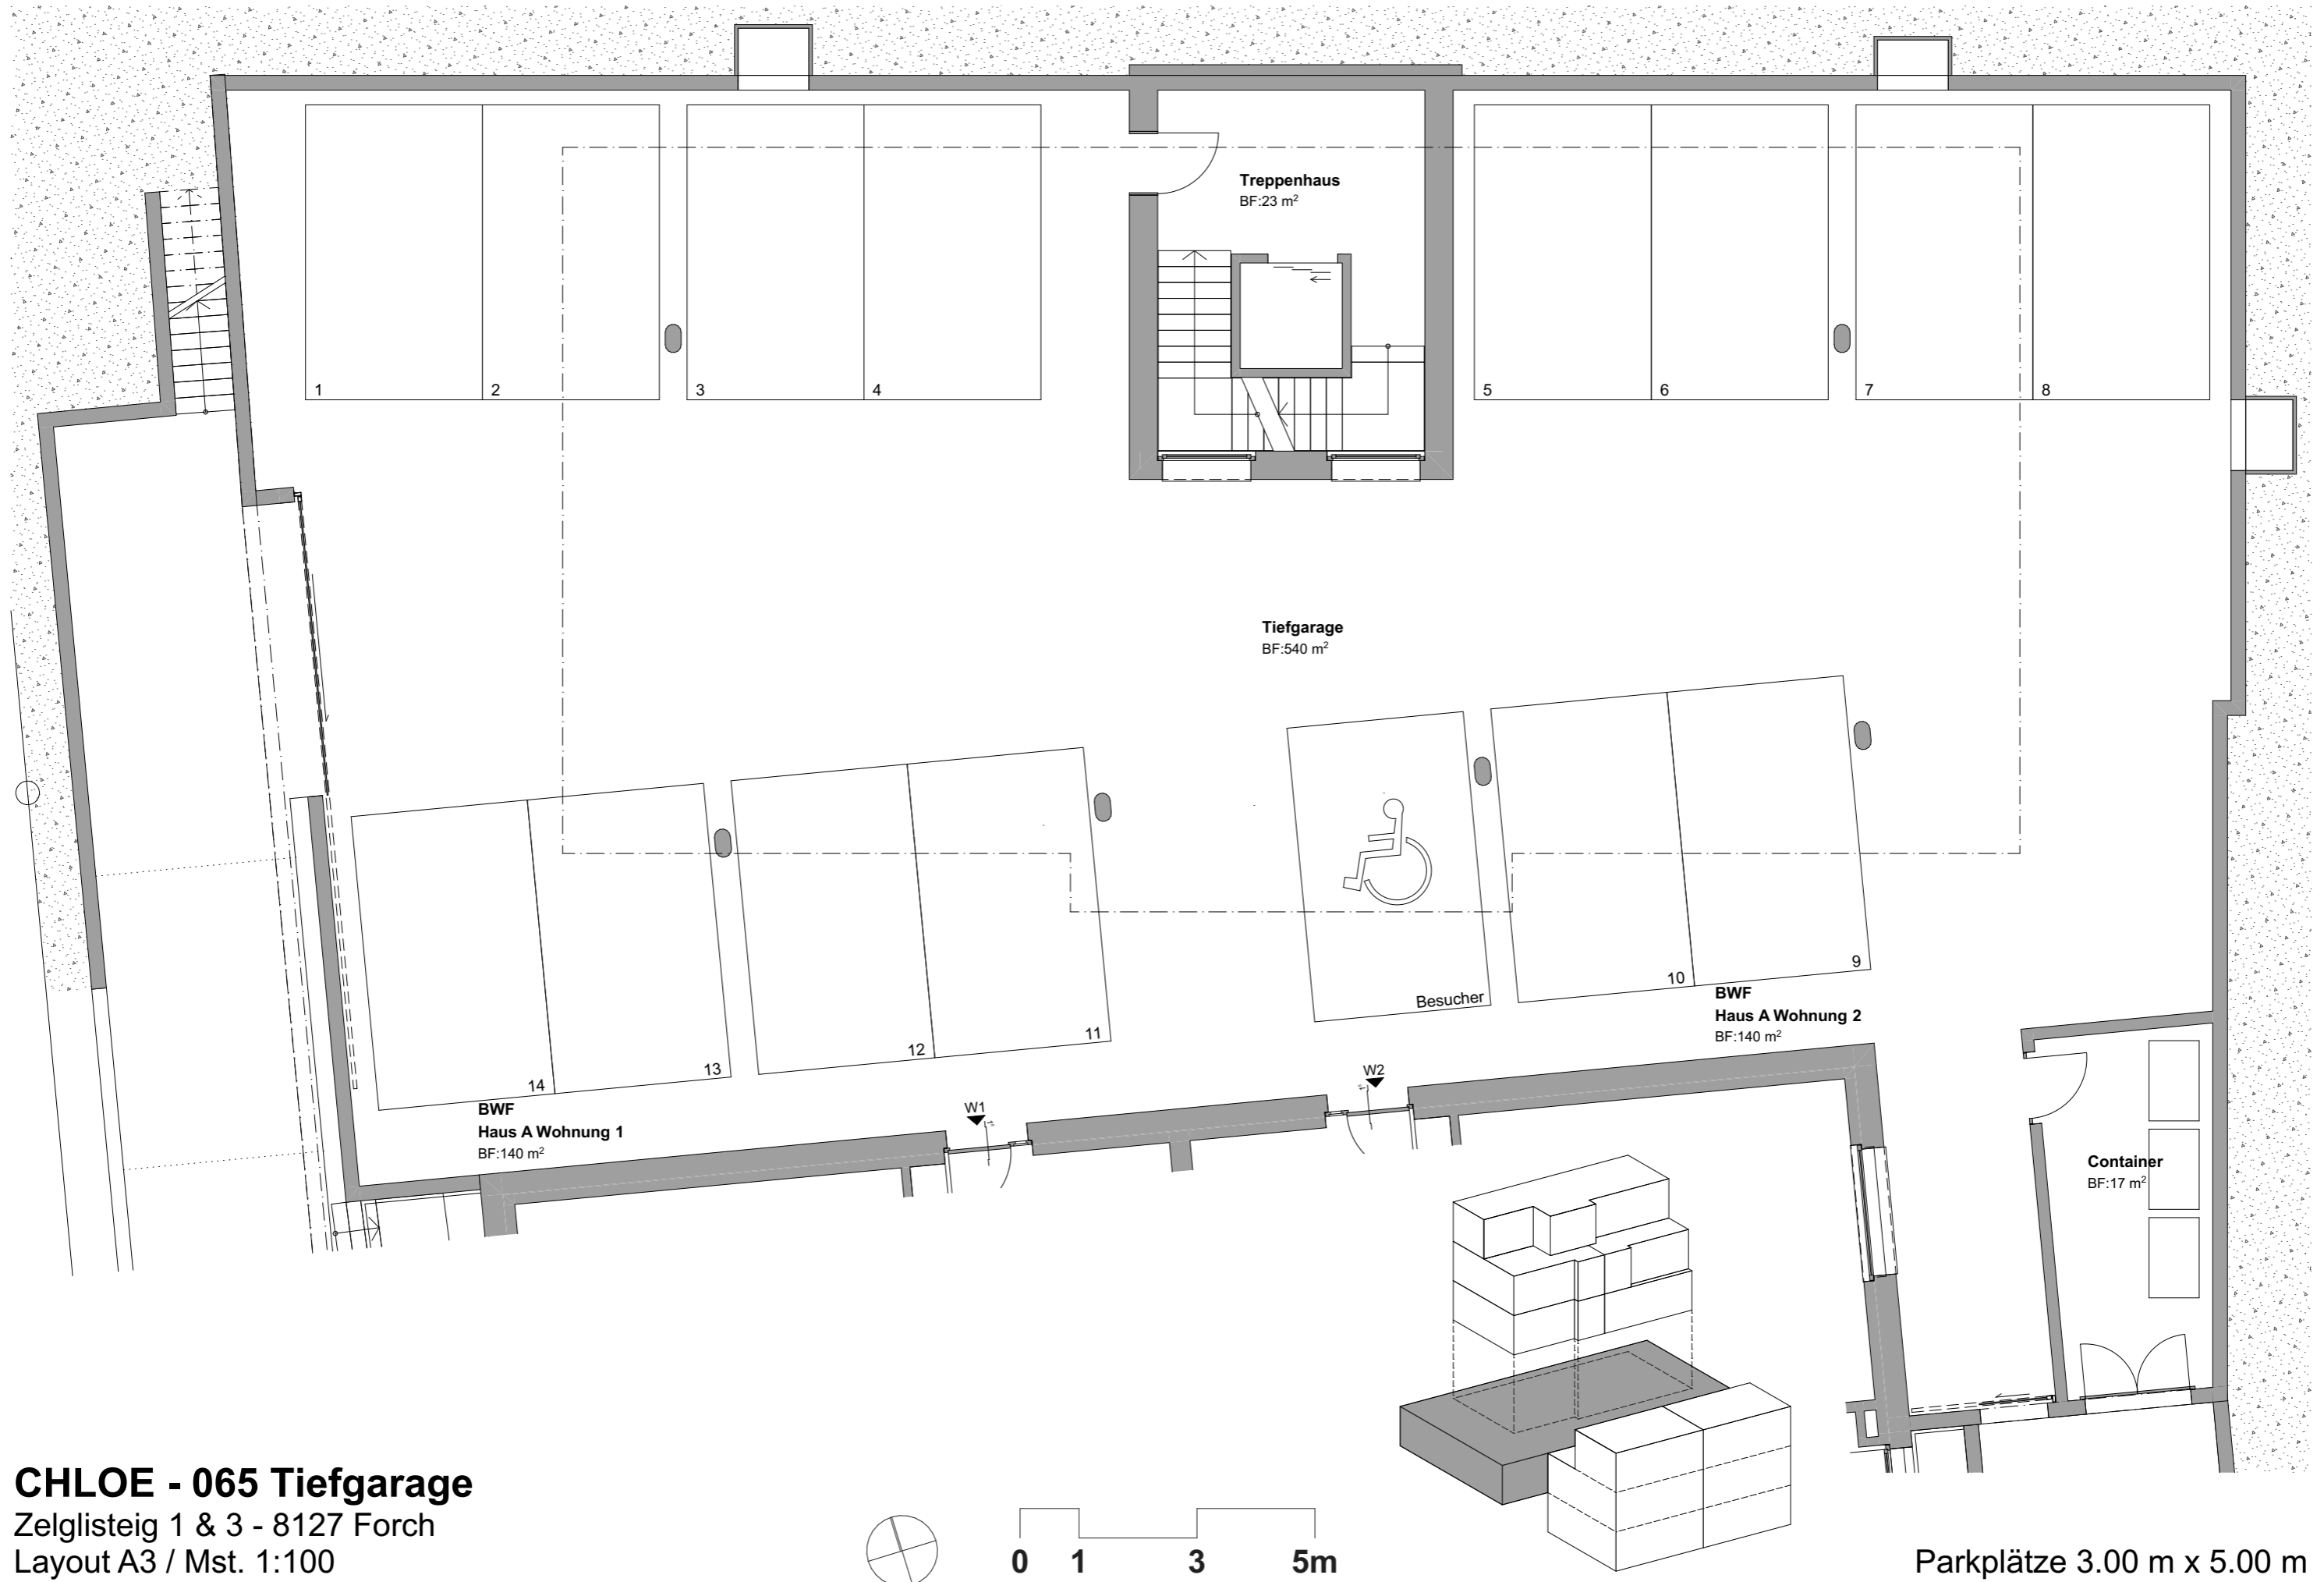 Treppenhaus
BF:23 m²
1
2
3
4
5
6
7
8
Tiefgarage
BF:540 m²
9
10
Besucher
11
12
13
14
BWF
Haus A Wohnung 2
BF:140 m²
W2
W1
BWF
Haus A Wohnung 1
BF:140 m²
Container
BF:17 m²
CHLOE - 065 Tiefgarage
Zelglisteig 1 & 3 - 8127 Forch
Layout A3 / Mst. 1:100
0 1 3 5m
Parkplätze 3.00 m x 5.00 m